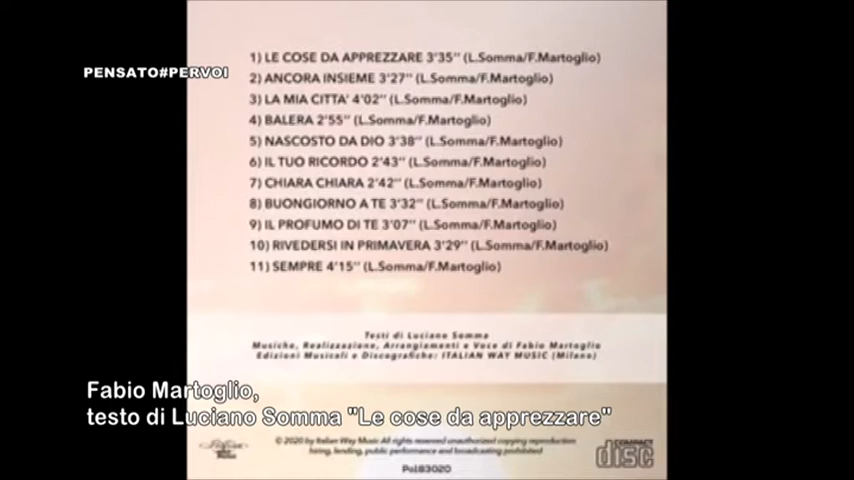 PENSATO#PERVOI
1) LE COSE DA APPREZZARE 3'35'' (L.Somma/F.Martoglio)
2) ANCORA INSIEME 3'27'' (L.Somma/F.Martoglio)
3) LA MIA CITTA' 4'02'' (L.Somma/F.Martoglio)
4) BALERA 2'55'' (L.Somma/F.Martoglio)
5) NASCOSTO DA DIO 3'38'' (L.Somma/F.Martoglio)
6) IL TUO RICORDO 2'43'' (L.Somma/F.Martoglio)
7) CHIARA CHIARA 2'42'' (L.Somma/F.Martoglio)
8) BUONGIORNO A TE 3'32'' (L.Somma/F.Martoglio)
9) IL PROFUMO DI TE 3'07'' (L.Somma/F.Martoglio)
10) RIVEDERSI IN PRIMAVERA 3'29'' (L.Somma/F.Martoglio)
11) SEMPRE 4'15'' (L.Somma/F.Martoglio)
Testi di Luciano Somma
Musiche, Realizzazione, Arrangiamenti e Voce di Fabio Martoglio
Edizioni Musicali e Discografiche: ITALIAN WAY MUSIC (Milano)
Fabio Martoglio,
testo di Luciano Somma "Le cose da apprezzare"
© 2020 by Italian Way Music All rights reserved unauthorized copying reproduction
hiring, lending, public performance and broadcasting prohibited
COMPACT
disc